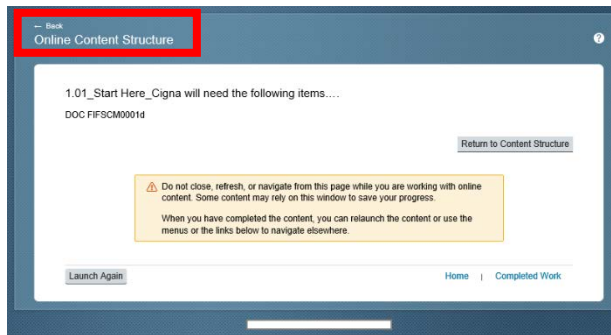 ← Back
Online Content Structure
?
1.01_Start Here_Cigna will need the following items….
DOC FIFSCM0001d
Return to Content Structure
Do not close, refresh, or navigate from this page while you are working with online
content. Some content may rely on this window to save your progress.
When you have completed the content, you can relaunch the content or use the
menus or the links below to navigate elsewhere.
Launch Again
Home | Completed Work